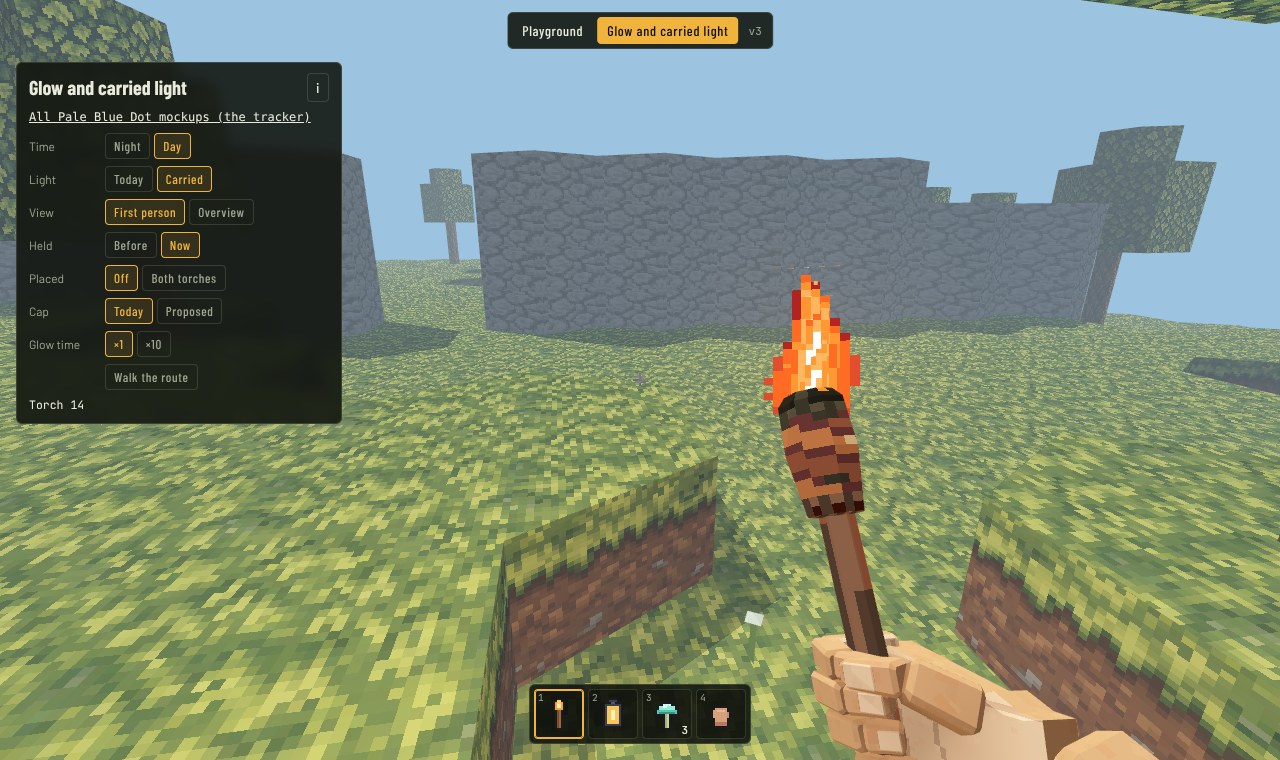 Playground Glow and carried light v3
Glow and carried light i
All Pale Blue Dot mockups (the tracker)
Time Night Day
Light Today Carried
View First person Overview
Held Before Now
Placed Off Both torches
Cap Today Proposed
Glow time ×1 ×10
Walk the route
Torch 14
1 2 3 4
3